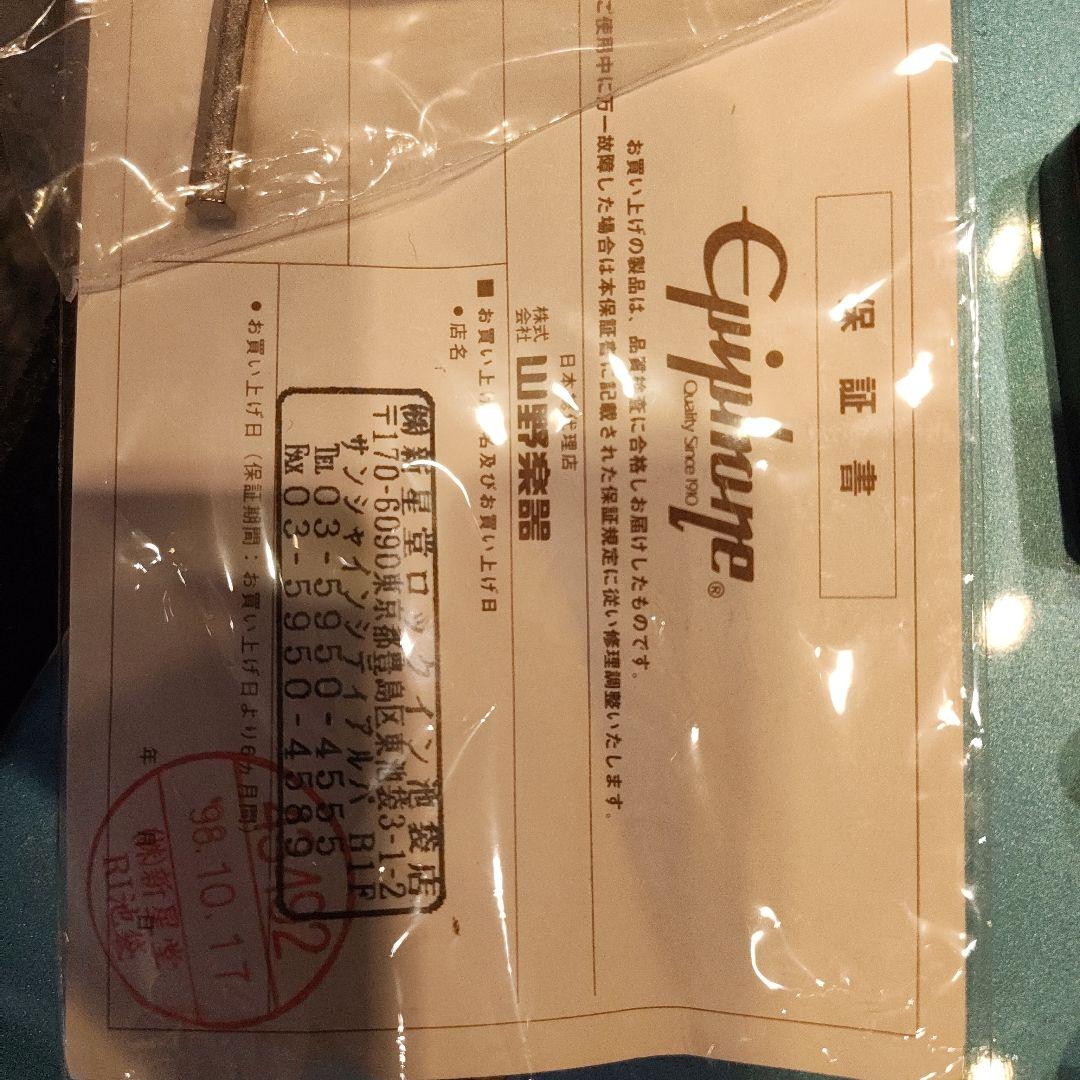 保証書
Epiphone®
Quality Since 1910
お買い上げの製品は、品質検査に合格しお届けしたものです。
ご使用中に万一故障した場合は本保証書に記載された保証規定に従い修理調整いたします。
日本 代理店
株式会社 山野楽器
■ お買い上げ 名及びお買い上げ日
●店名
㈱新星堂ロックイン池袋店
〒170-6090東京都豊島区東池袋3-1-2
サンシャインシティアルパ B1F
TEL 03-5950-4555
FAX 03-5950-4589
●お買い上げ日（保証期間：お買い上げ日より6ヵ月間）
'98.10.17
㈱新星堂
RI池袋
年